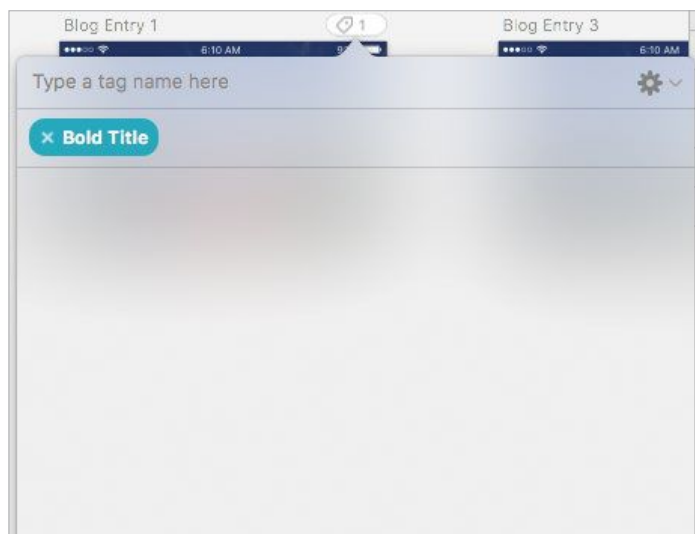 Blog Entry 1
1
Blog Entry 3
6:10 AM
6:10 AM
Type a tag name here
× Bold Title